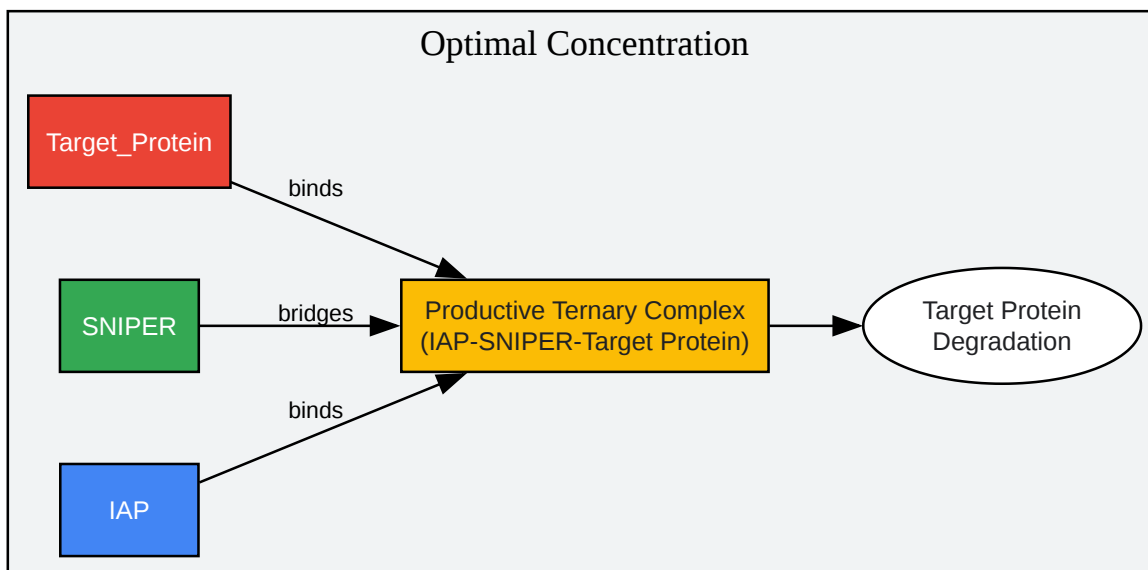 Optimal Concentration
Target_Protein
binds
SNIPER
bridges
Productive Ternary Complex
(IAP-SNIPER-Target Protein)
Target Protein
Degradation
binds
IAP